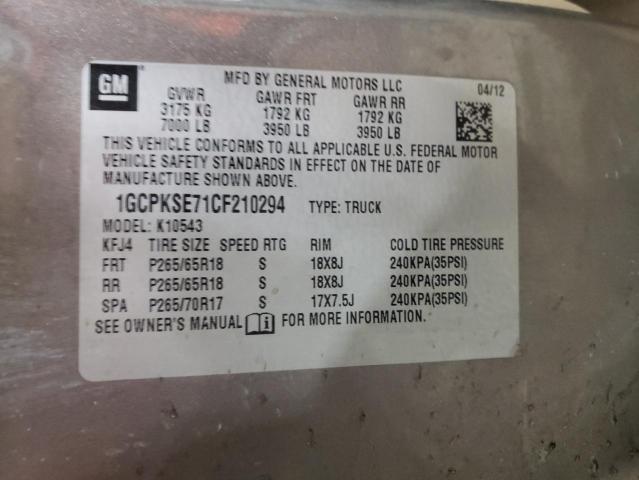 GM
MFD BY GENERAL MOTORS LLC
04/12
GVWR GAWR FRT GAWR RR
3175 KG 1792 KG 1792 KG
7000 LB 3950 LB 3950 LB
THIS VEHICLE CONFORMS TO ALL APPLICABLE U.S. FEDERAL MOTOR
VEHICLE SAFETY STANDARDS IN EFFECT ON THE DATE OF
MANUFACTURE SHOWN ABOVE.
1GCPKSE71CF210294 TYPE: TRUCK
MODEL: K10543
KFJ4 TIRE SIZE SPEED RTG RIM COLD TIRE PRESSURE
FRT P265/65R18 S 18X8J 240KPA(35PSI)
RR P265/65R18 S 18X8J 240KPA(35PSI)
SPA P265/70R17 S 17X7.5J 240KPA(35PSI)
SEE OWNER'S MANUAL FOR MORE INFORMATION.